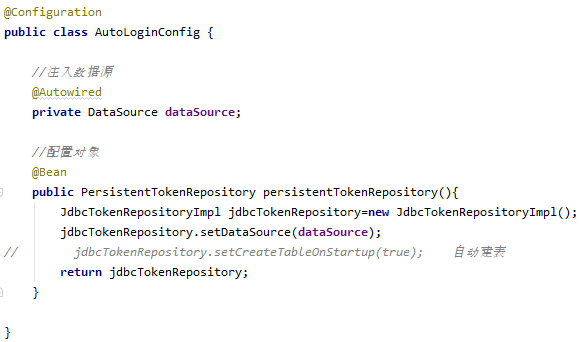 @Configuration
public class AutoLoginConfig {
//注入数据源
@Autowired
private DataSource dataSource;
//配置对象
@Bean
public PersistentTokenRepository persistentTokenRepository(){
JdbcTokenRepositoryImpl jdbcTokenRepository=new JdbcTokenRepositoryImpl();
jdbcTokenRepository.setDataSource(dataSource);
// jdbcTokenRepository.setCreateTableOnStartup(true); 自动建表
return jdbcTokenRepository;
}
}